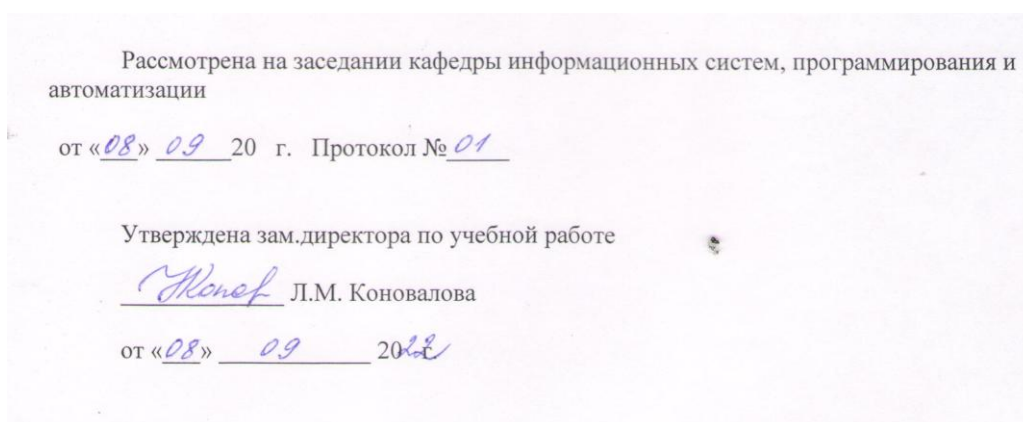 Рассмотрена на заседании кафедры информационных систем, программирования и
автоматизации
от «08» 09 20 г. Протокол № 01
Утверждена зам.директора по учебной работе
Л.М. Коновалова
от «08» 09 2022 г.